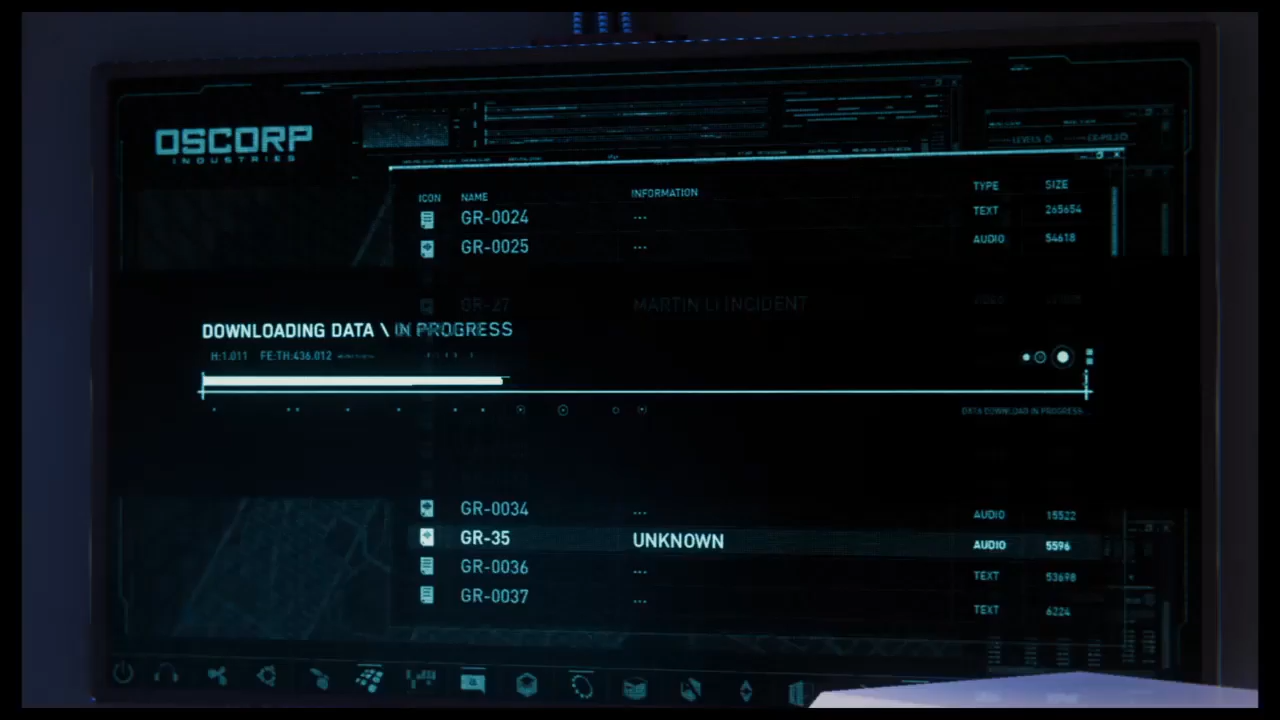 OSCORP
INDUSTRIES
LEVELS
ICON NAME INFORMATION TYPE SIZE
GR-0024 ... TEXT 265654
GR-0025 ... AUDIO 54618
GR-27 MARTIN LI INCIDENT
DOWNLOADING DATA \ IN PROGRESS
H:1.011 FE:TH:436.012
DATA DOWNLOAD IN PROGRESS
GR-0034 ... AUDIO 15522
GR-35 UNKNOWN AUDIO 5596
GR-0036 ... TEXT 53698
GR-0037 ... TEXT 6224